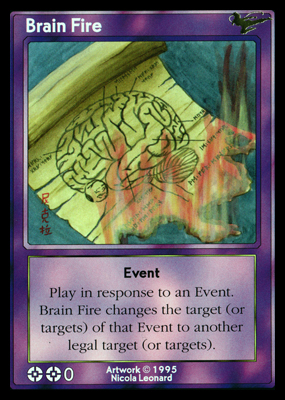 Brain Fire
Event
Play in response to an Event.
Brain Fire changes the target (or
targets) of that Event to another
legal target (or targets).
0
Artwork © 1995
Nicola Leonard